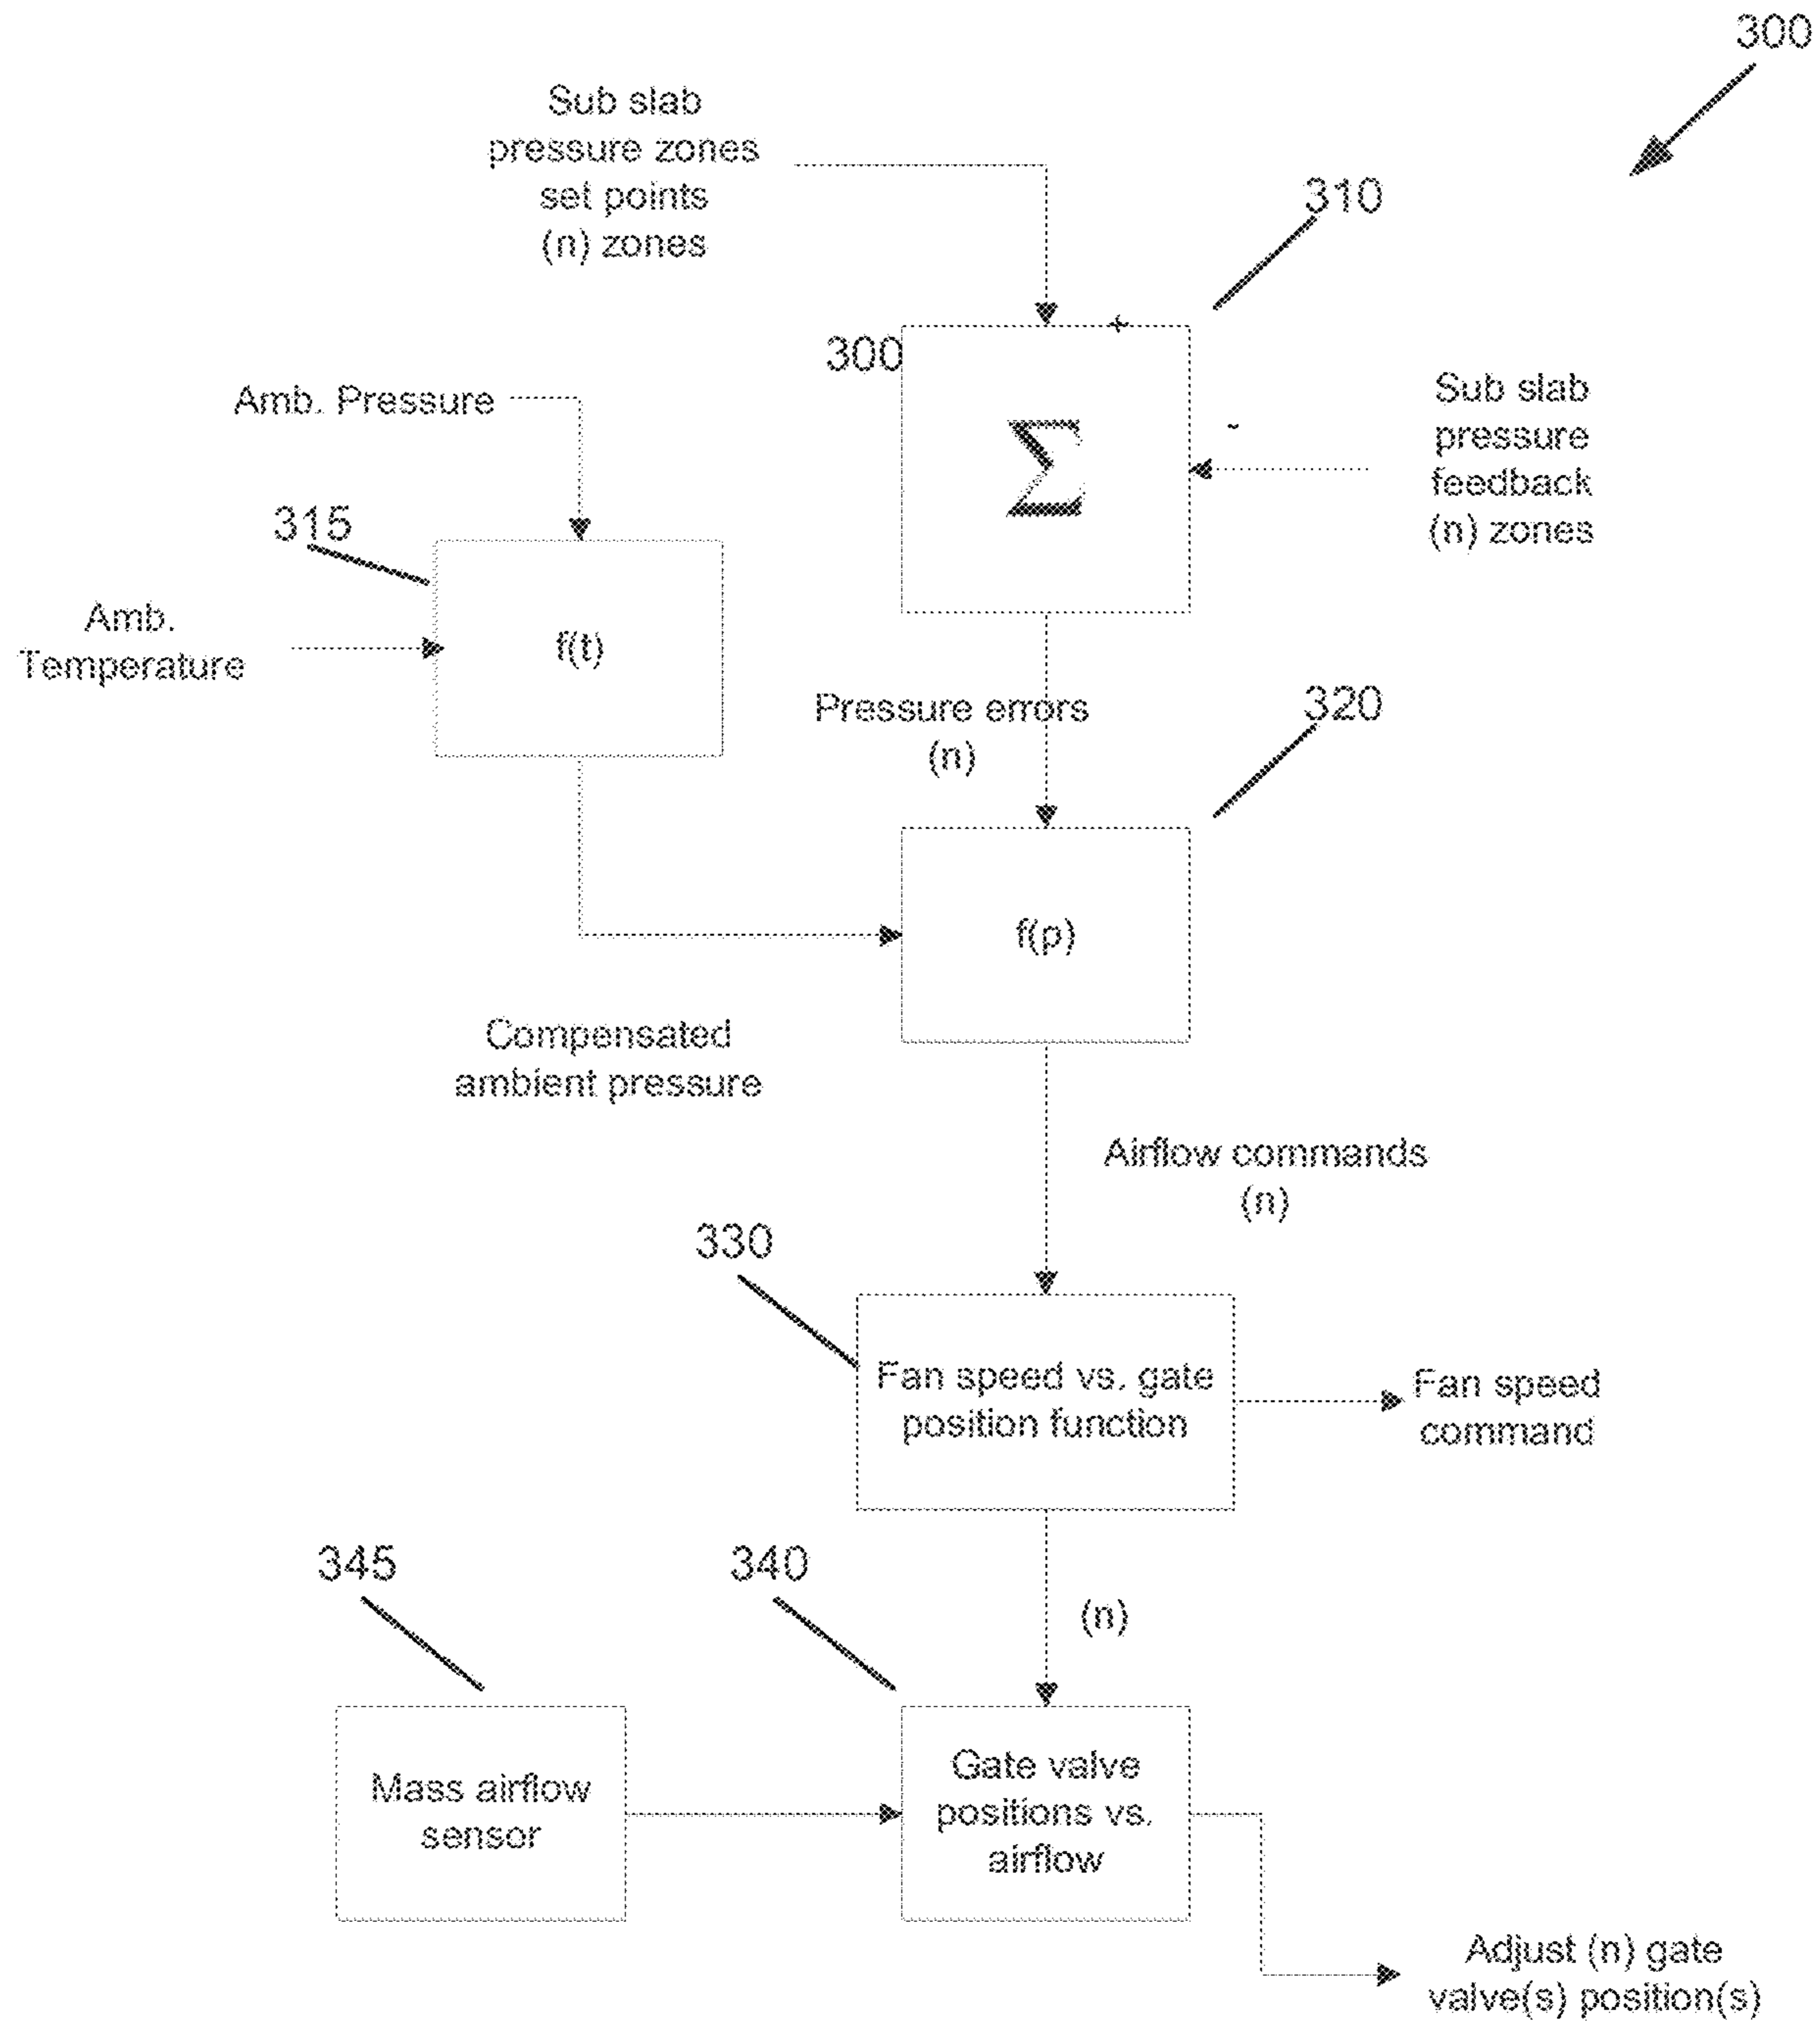 300
Sub slab
pressure zones
set points
(n) zones
310
+
300
Σ
-
Sub slab
pressure
feedback
(n) zones
Amb. Pressure
315
Amb.
Temperature
f(t)
Pressure errors
(n)
320
f(p)
Compensated
ambient pressure
Airflow commands
(n)
330
Fan speed vs. gate
position function
Fan speed
command
345
340
(n)
Mass airflow
sensor
Gate valve
positions vs.
airflow
Adjust (n) gate
valve(s) position(s)